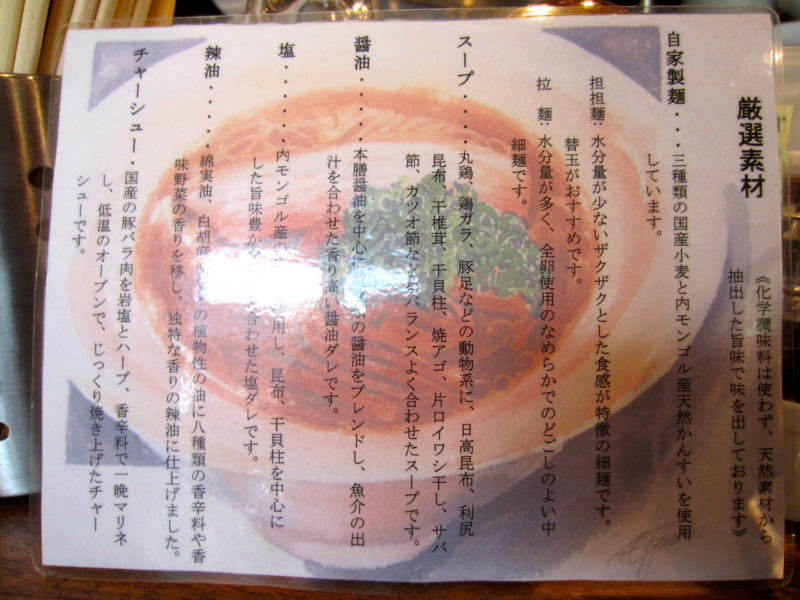 厳選素材
《化学調味料は使わず、天然素材から
抽出した旨味で味を出しております》
自家製麺・・・三種類の国産小麦と内モンゴル産天然かんすいを使用
しています。
担担麺:水分量が少ないザクザクとした食感が特徴の細麺です。
替玉がおすすめです。
拉 麺:水分量が多く、全卵使用のなめらかでのどごしのよい中
細麺です。
スープ・・・・丸鶏、鶏ガラ、豚足などの動物系に、日高昆布、利尻
昆布、干椎茸、干貝柱、焼アゴ、片口イワシ干し、サバ
節、カツオ節などをバランスよく合わせたスープです。
醤油・・・・・本膳醤油を中心に、の醤油をブレンドし、魚介の出
汁を合わせた香り高い醤油ダレです。
塩・・・・・・内モンゴル産の用し、昆布、干貝柱を中心に
した旨味豊かと合わせた塩ダレです。
辣油・・・・・綿実油、白胡麻の植物性の油に八種類の香辛料や香
味野菜の香りを移し、独特な香りの辣油に仕上げました。
チャーシュー・国産の豚バラ肉を岩塩とハーブ、香辛料で一晩マリネ
し、低温のオーブンで、じっくり焼き上げたチャー
シューです。